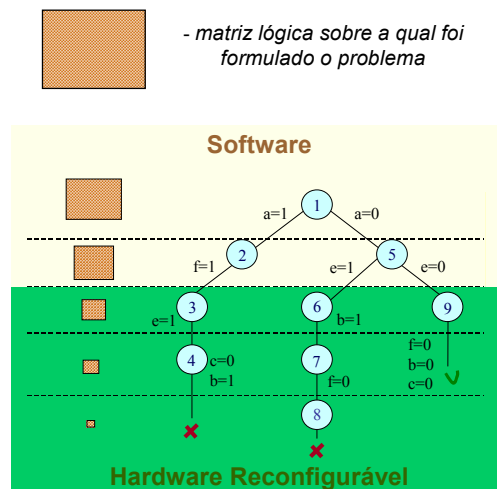 - matriz lógica sobre a qual foi
formulado o problema
Software
1
a=1
a=0
2
5
f=1
e=1
e=0
3
6
9
e=1
b=1
f=0
4
c=0
7
b=0
b=1
f=0
c=0
8
Hardware Reconfigurável